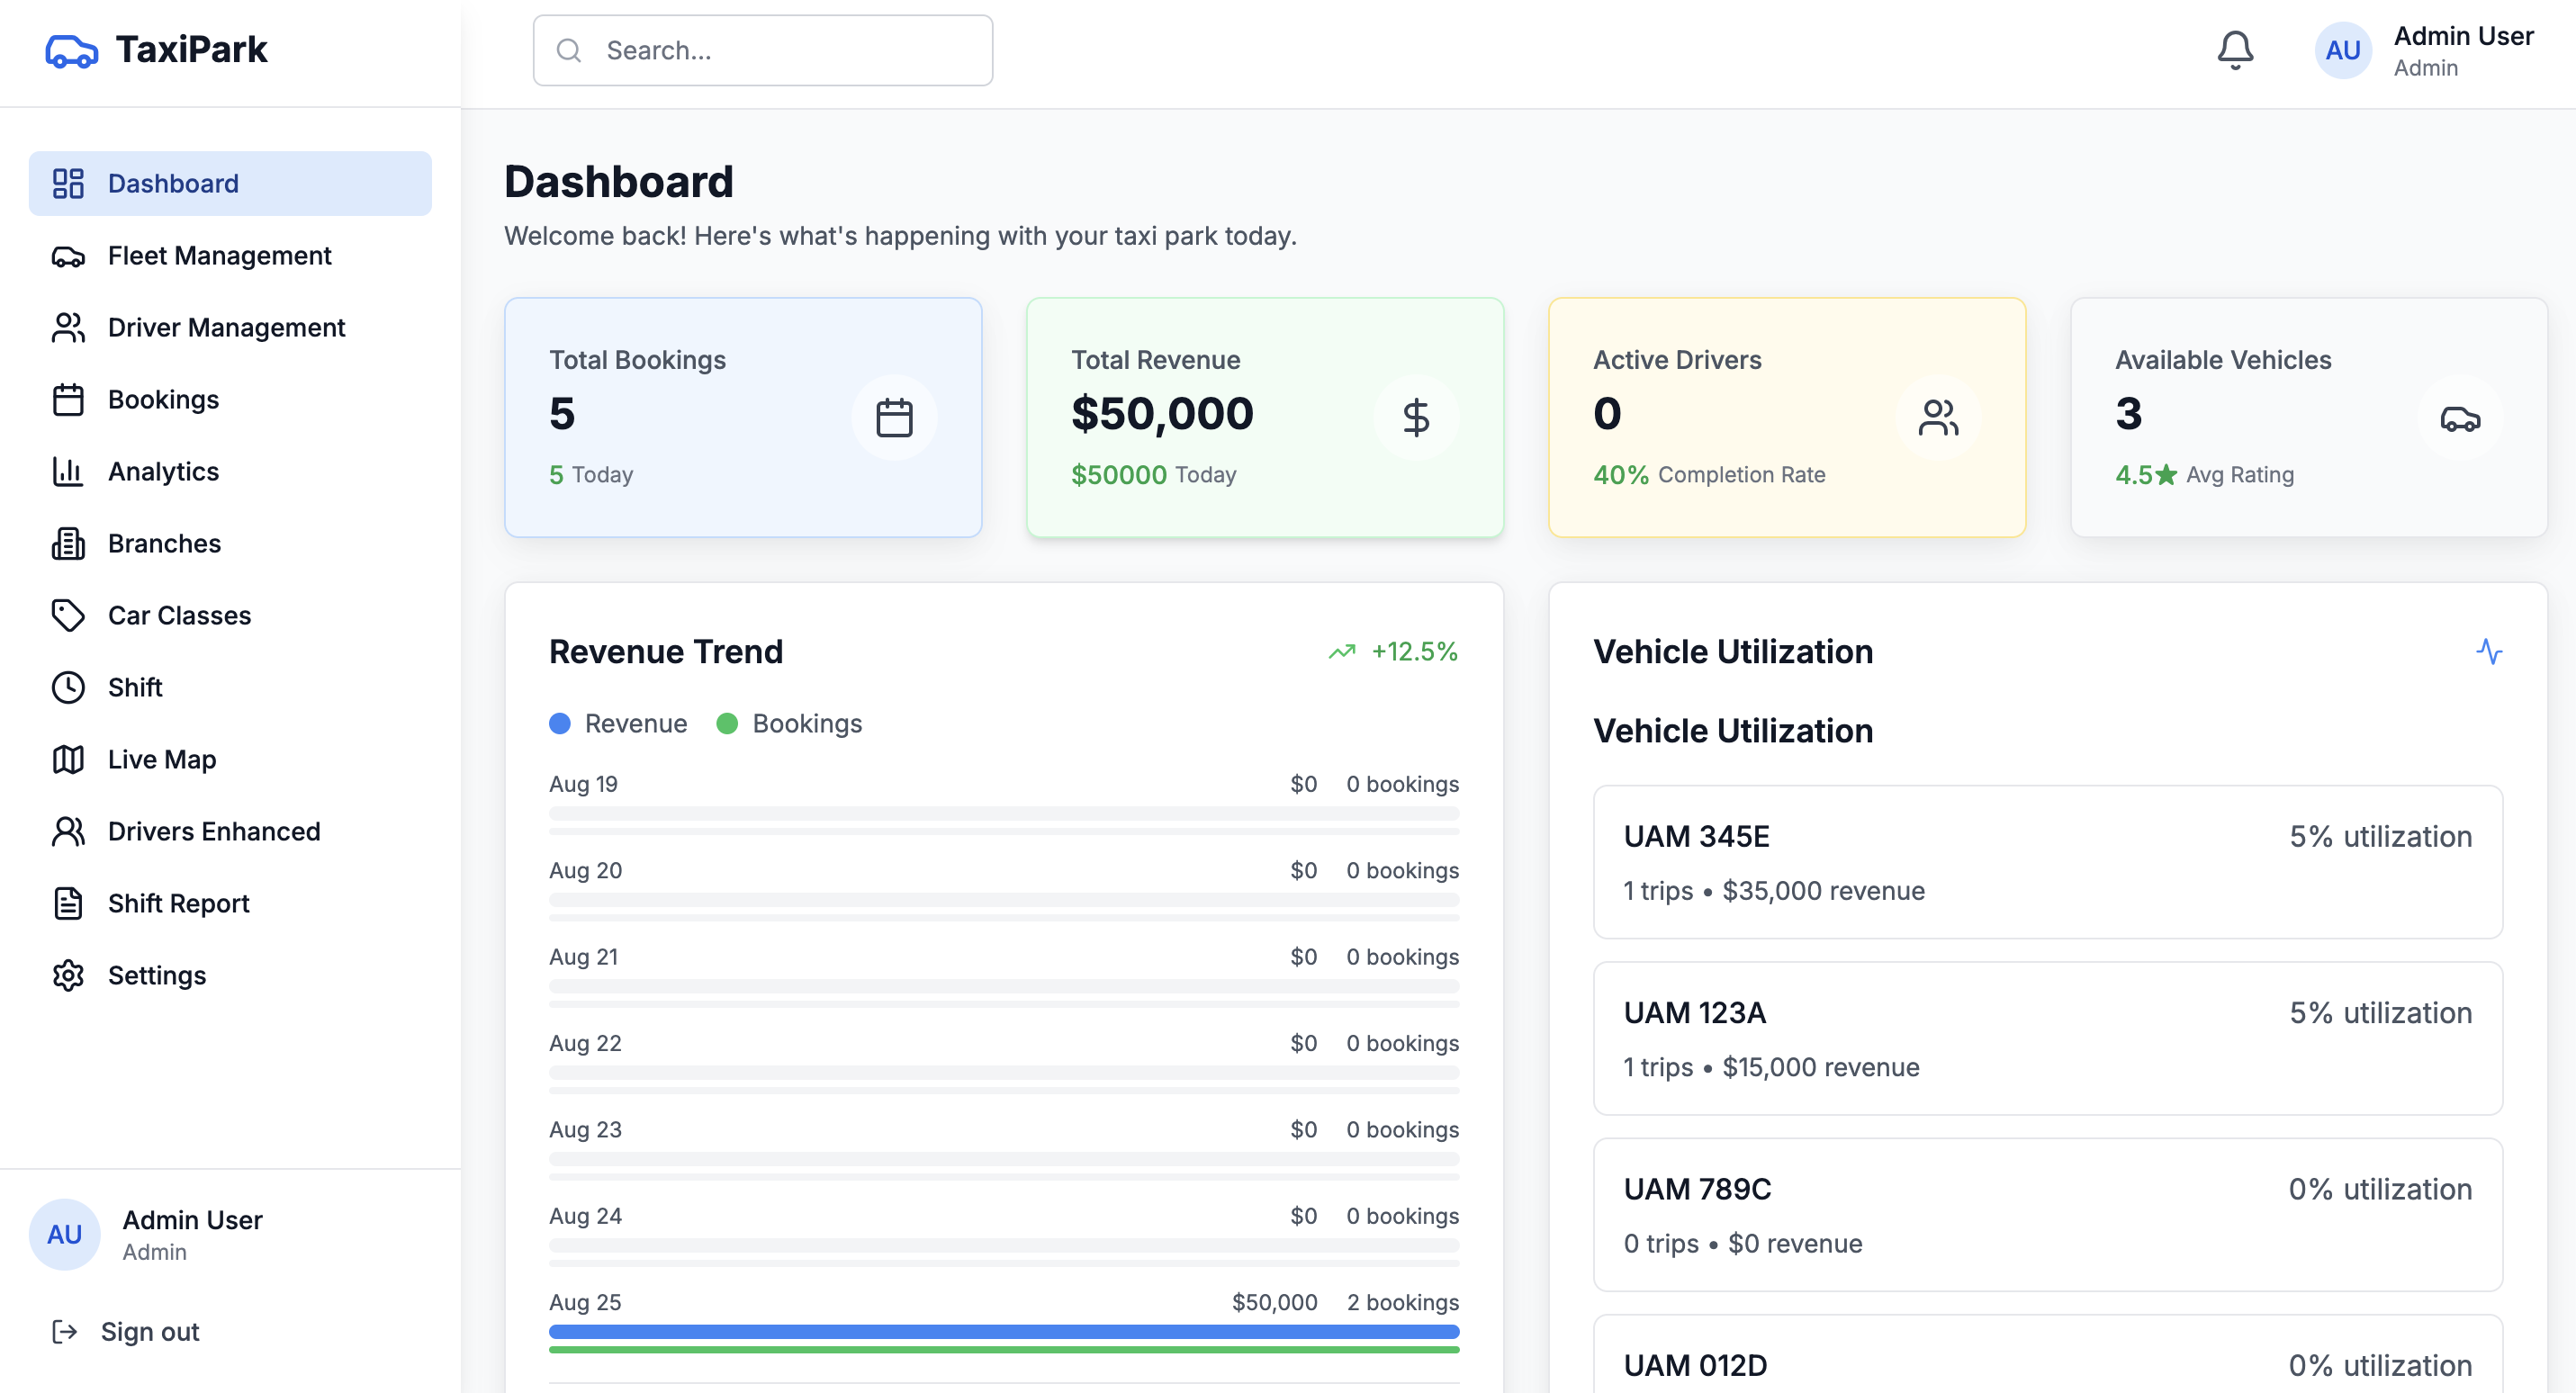 TaxiPark
Search...
AU
Admin User
Admin
Dashboard
Fleet Management
Driver Management
Bookings
Analytics
Branches
Car Classes
Shift
Live Map
Drivers Enhanced
Shift Report
Settings
AU
Admin User
Admin
Sign out
Dashboard
Welcome back! Here's what's happening with your taxi park today.
Total Bookings
5
5 Today
Total Revenue
$50,000
$50000 Today
Active Drivers
0
40% Completion Rate
Available Vehicles
3
4.5★ Avg Rating
Revenue Trend
+12.5%
Revenue Bookings
Aug 19 $0 0 bookings
Aug 20 $0 0 bookings
Aug 21 $0 0 bookings
Aug 22 $0 0 bookings
Aug 23 $0 0 bookings
Aug 24 $0 0 bookings
Aug 25 $50,000 2 bookings
Vehicle Utilization
Vehicle Utilization
UAM 345E 5% utilization
1 trips • $35,000 revenue
UAM 123A 5% utilization
1 trips • $15,000 revenue
UAM 789C 0% utilization
0 trips • $0 revenue
UAM 012D 0% utilization